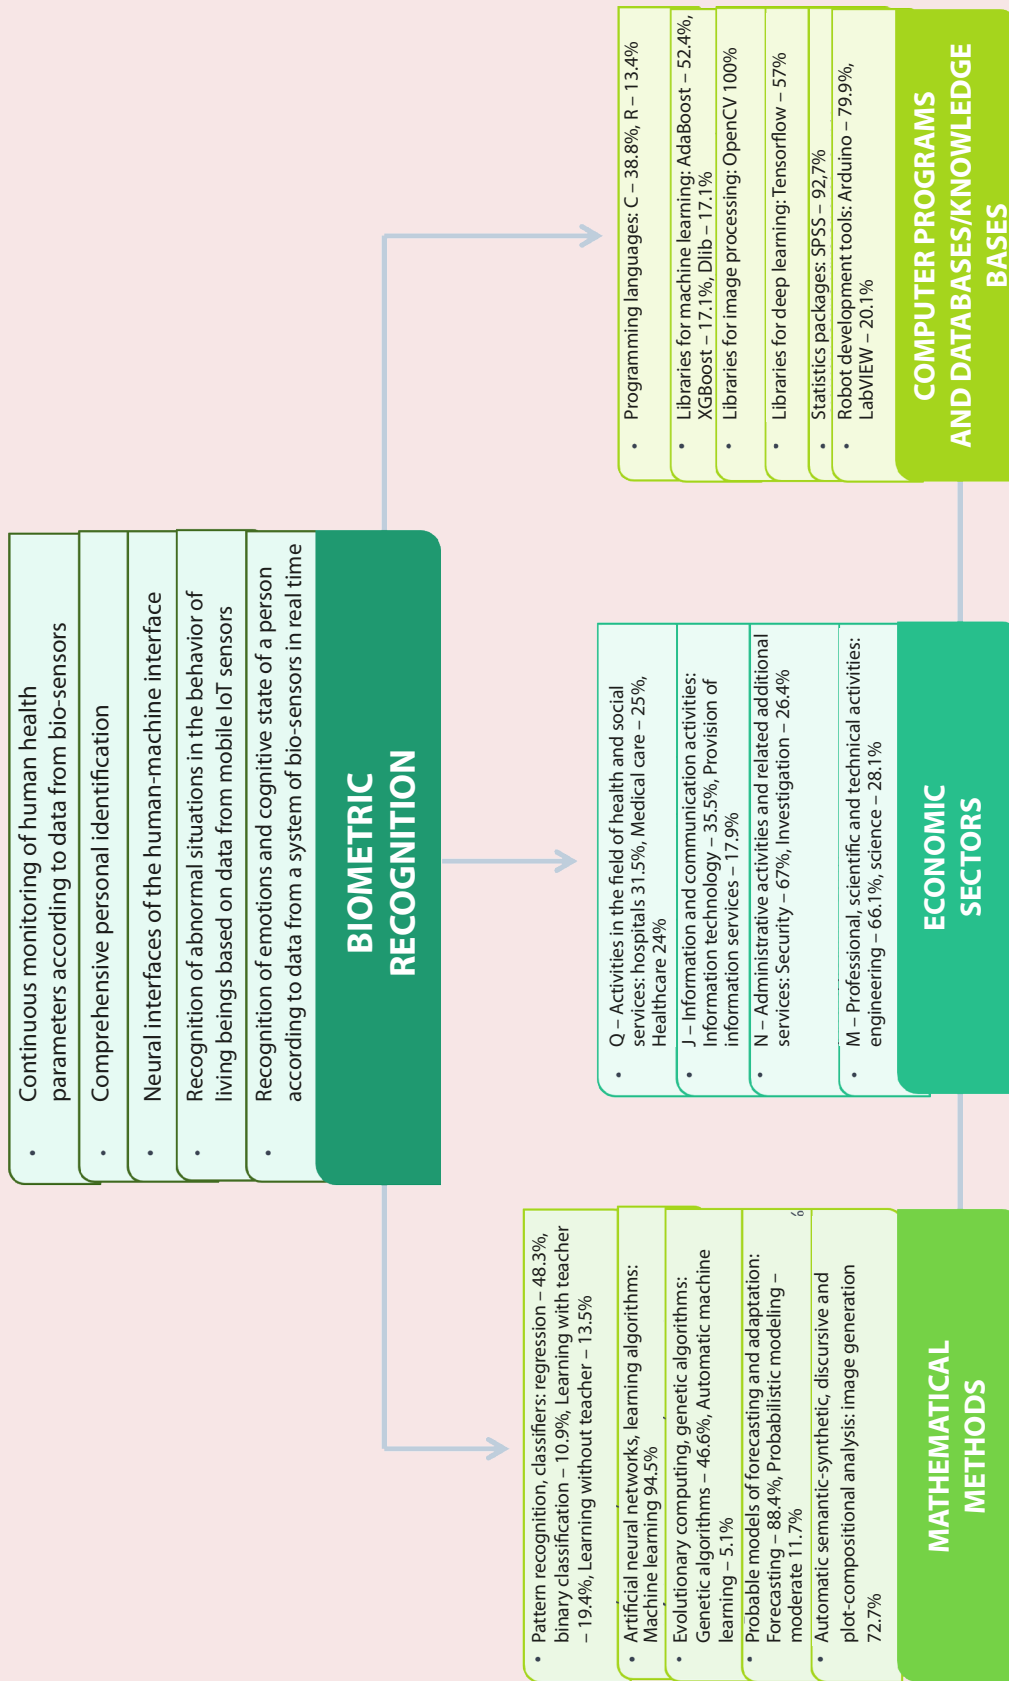 Continuous monitoring of human health
parameters according to data from bio-sensors
Comprehensive personal identification
Neural interfaces of the human-machine interface
Recognition of abnormal situations in the behavior of
living beings based on data from mobile IoT sensors
Recognition of emotions and cognitive state of a person
according to data from a system of bio-sensors in real time
BIOMETRIC
RECOGNITION
Pattern recognition, classifiers: regression – 48.3%,
binary classification – 10.9%, Learning with teacher
– 19.4%, Learning without teacher – 13.5%
Artificial neural networks, learning algorithms:
Machine learning 94.5%
Evolutionary computing, genetic algorithms:
Genetic algorithms – 46.6%, Automatic machine
learning – 5.1%
Probable models of forecasting and adaptation:
Forecasting – 88.4%, Probabilistic modeling –
moderate 11.7%
Automatic semantic-synthetic, discursive and
plot-compositional analysis: image generation
72.7%
MATHEMATICAL
METHODS
Q – Activities in the field of health and social
services: hospitals 31.5%, Medical care – 25%,
Healthcare 24%
J – Information and communication activities:
Information technology – 35.5%, Provision of
information services – 17.9%
N – Administrative activities and related additional
services: Security – 67%, Investigation – 26.4%
M – Professional, scientific and technical activities:
engineering – 66.1%, science – 28.1%
ECONOMIC
SECTORS
Programming languages: C – 38.8%, R – 13.4%
Libraries for machine learning: AdaBoost – 52.4%,
XGBoost – 17.1%, Dlib – 17.1%
Libraries for image processing: OpenCV 100%
Libraries for deep learning: Tensorflow – 57%
Statistics packages: SPSS – 92,7%
Robot development tools: Arduino – 79.9%,
LabVIEW – 20.1%
COMPUTER PROGRAMS
AND DATABASES/KNOWLEDGE
BASES